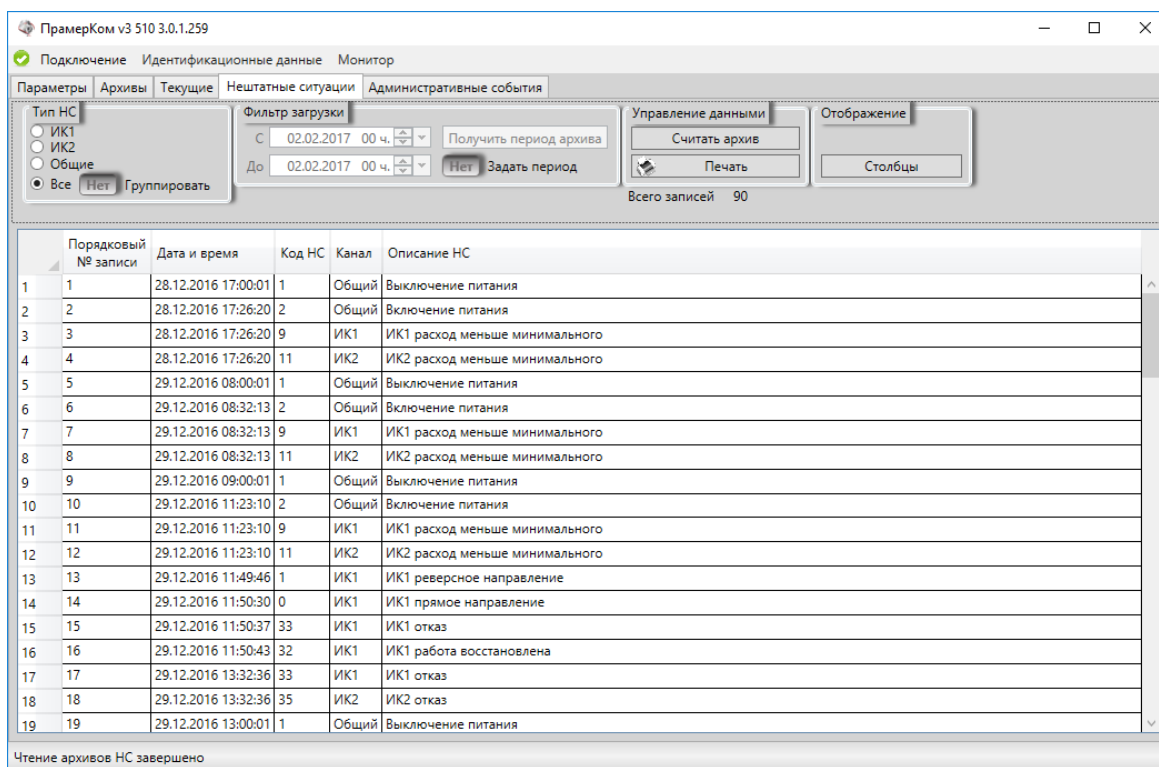 ПрамерКом v3 510 3.0.1.259
Подключение Идентификационные данные Монитор
Параметры Архивы Текущие Нештатные ситуации Административные события
Тип НС
ИК1
ИК2
Общие
Все Нет Группировать
Фильтр загрузки
С 02.02.2017 00 ч. Получить период архива
До 02.02.2017 00 ч. Нет Задать период
Управление данными
Считать архив
Печать
Всего записей 90
Отображение
Столбцы
Порядковый № записи Дата и время Код НС Канал Описание НС
1 1 28.12.2016 17:00:01 1 Общий Выключение питания
2 2 28.12.2016 17:26:20 2 Общий Включение питания
3 3 28.12.2016 17:26:20 9 ИК1 ИК1 расход меньше минимального
4 4 28.12.2016 17:26:20 11 ИК2 ИК2 расход меньше минимального
5 5 29.12.2016 08:00:01 1 Общий Выключение питания
6 6 29.12.2016 08:32:13 2 Общий Включение питания
7 7 29.12.2016 08:32:13 9 ИК1 ИК1 расход меньше минимального
8 8 29.12.2016 08:32:13 11 ИК2 ИК2 расход меньше минимального
9 9 29.12.2016 09:00:01 1 Общий Выключение питания
10 10 29.12.2016 11:23:10 2 Общий Включение питания
11 11 29.12.2016 11:23:10 9 ИК1 ИК1 расход меньше минимального
12 12 29.12.2016 11:23:10 11 ИК2 ИК2 расход меньше минимального
13 13 29.12.2016 11:49:46 1 ИК1 ИК1 реверсное направление
14 14 29.12.2016 11:50:30 0 ИК1 ИК1 прямое направление
15 15 29.12.2016 11:50:37 33 ИК1 ИК1 отказ
16 16 29.12.2016 11:50:43 32 ИК1 ИК1 работа восстановлена
17 17 29.12.2016 13:32:36 33 ИК1 ИК1 отказ
18 18 29.12.2016 13:32:36 35 ИК2 ИК2 отказ
19 19 29.12.2016 13:00:01 1 Общий Выключение питания
Чтение архивов НС завершено